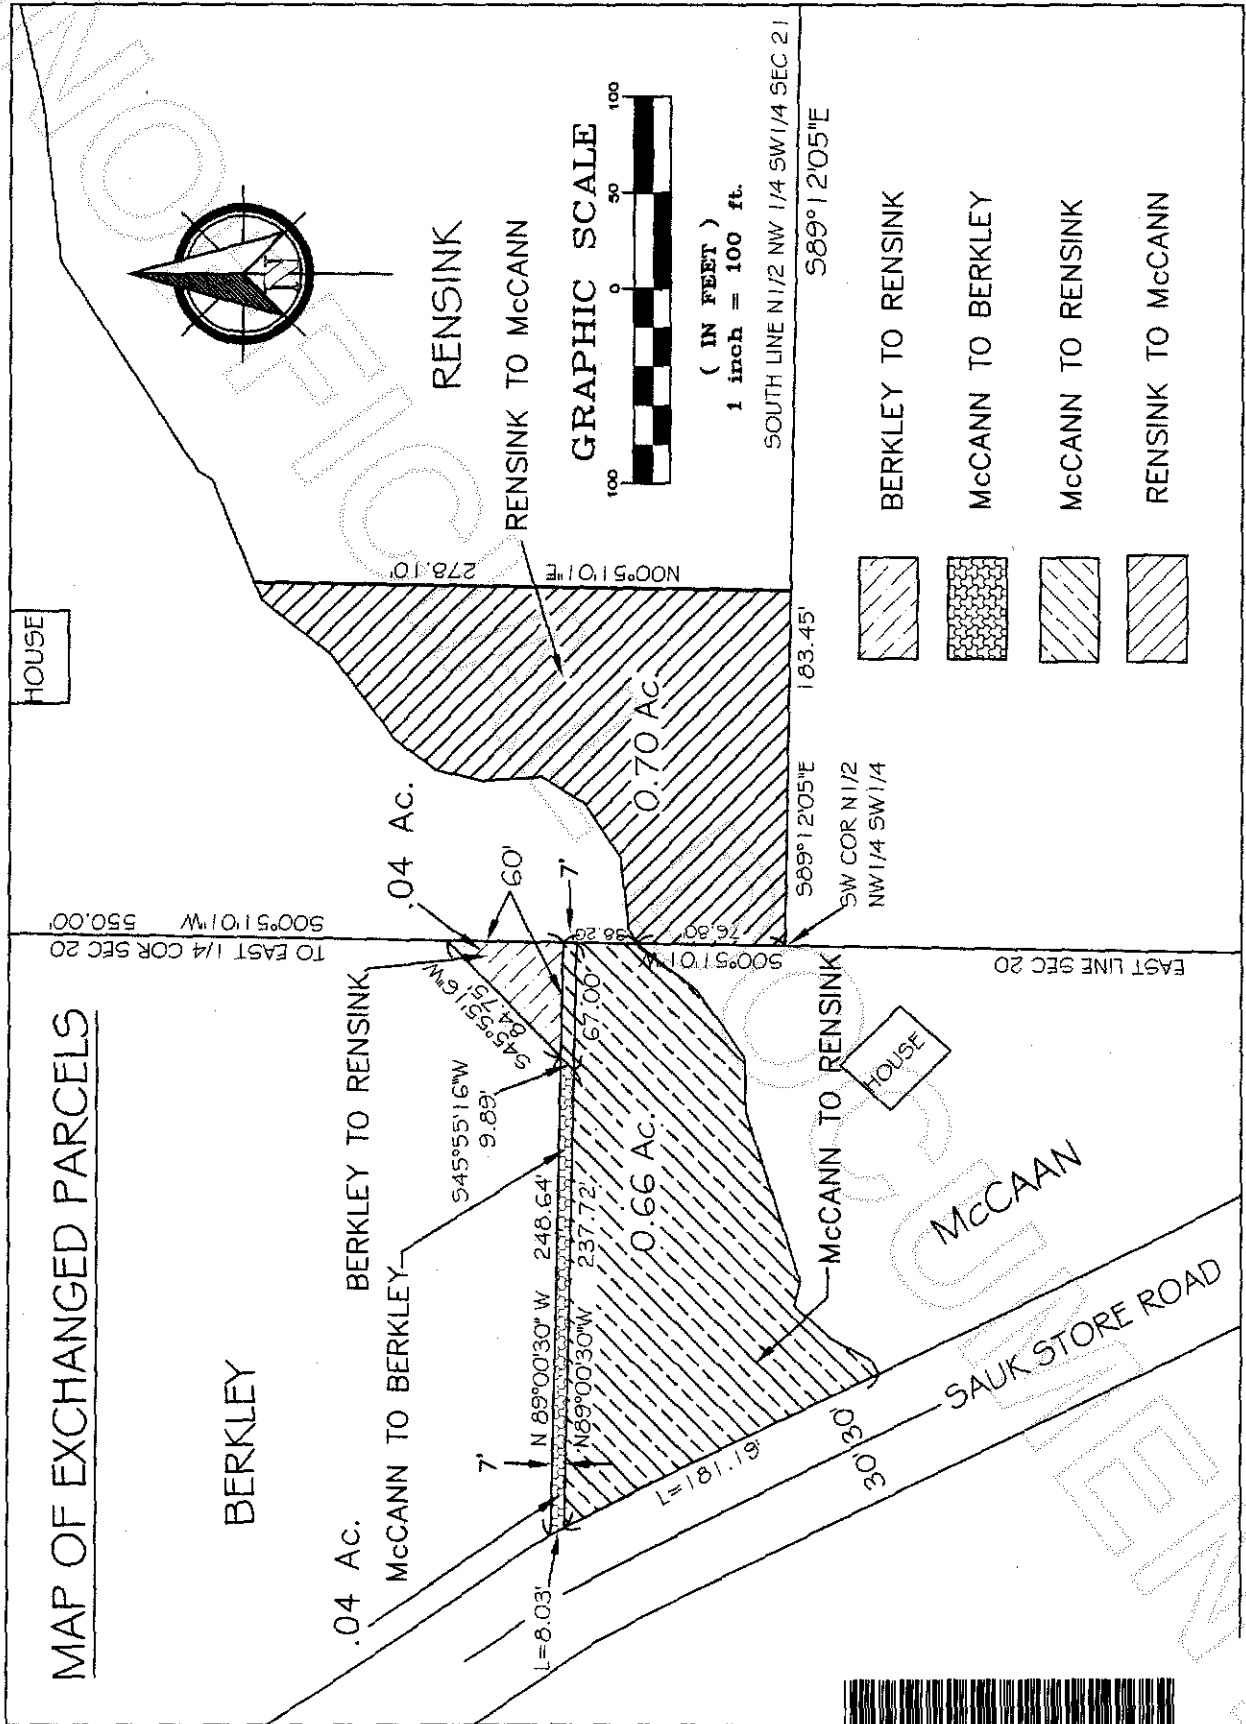 MAP OF EXCHANGED PARCELS
BERKLEY
.04 Ac.
BERKLEY TO RENSINK
McCANN TO BERKLEY
TO EAST 1/4 COR SEC 20
S00°51'01"W 550.00'
.04 Ac.
HOUSE
S45°55'16"W
84.75'
S45°55'16"W
9.89'
60'
7'
7'
N 89°00'30" W 248.64'
N89°00'30"W 237.72'
67.00'
38.20'
76.80'
S00°51'01"W
L=8.03'
L=181.19'
0.66 Ac.
0.70 Ac.
McCANN TO RENSINK
HOUSE
McCAAN
30'
30'
SAUK STORE ROAD
EAST LINE SEC 20
SW COR N1/2
NW1/4 SW1/4
S89°12'05"E
183.45'
N00°51'01"E
278.10'
RENSINK
RENSINK TO McCANN
GRAPHIC SCALE
100
0
50
100
( IN FEET )
1 inch = 100 ft.
SOUTH LINE N1/2 NW 1/4 SW1/4 SEC 21
S89°12'05"E
BERKLEY TO RENSINK
McCANN TO BERKLEY
McCANN TO RENSINK
RENSINK TO McCANN
UNOFFICIAL DOCUMENT